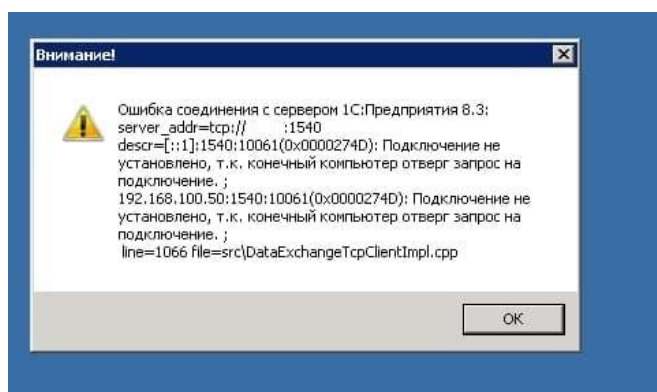 Внимание!
Ошибка соединения с сервером 1С:Предприятия 8.3:
server_addr=tcp:// :1540
descr=[::1]:1540:10061(0x0000274D): Подключение не
установлено, т.к. конечный компьютер отверг запрос на
подключение. ;
192.168.100.50:1540:10061(0x0000274D): Подключение не
установлено, т.к. конечный компьютер отверг запрос на
подключение. ;
line=1066 file=src\DataExchangeTcpClientImpl.cpp
OK